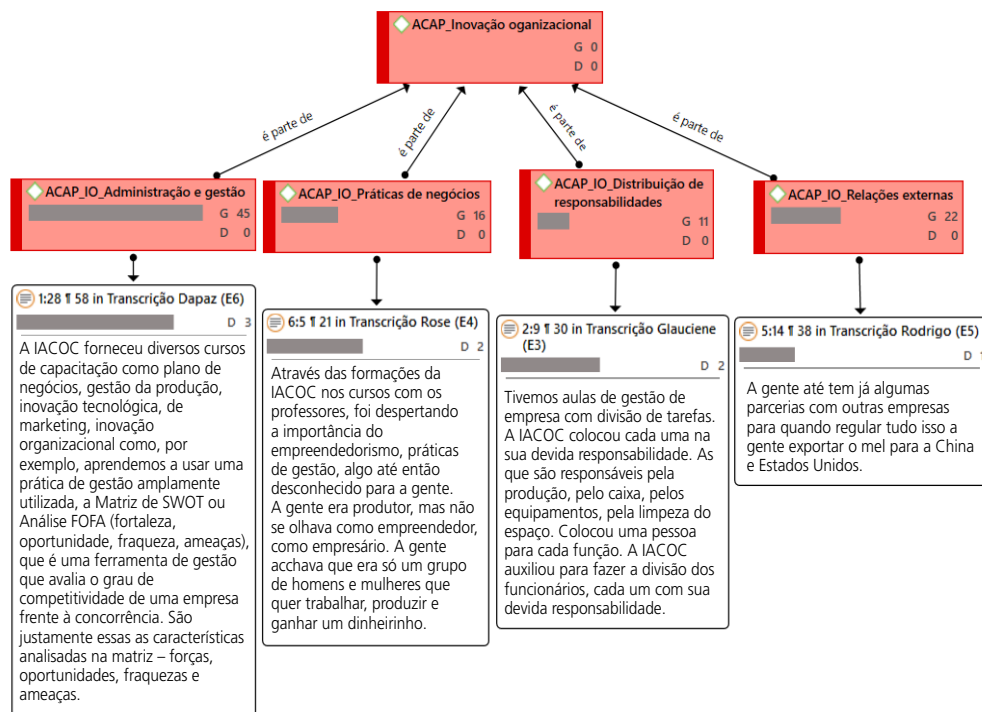 ACAP_Inovação oganizacional
G 0
D 0
é parte de
é parte de
é parte de
é parte de
ACAP_IO_Administração e gestão
G 45
D 0
ACAP_IO_Práticas de negócios
G 16
D 0
ACAP_IO_Distribuição de
responsabilidades
G 11
D 0
ACAP_IO_Relações externas
G 22
D 0
1:28 ¶ 58 in Transcrição Dapaz (E6)
D 3
A IACOC forneceu diversos cursos
de capacitação como plano de
negócios, gestão da produção,
inovação tecnológica, de
marketing, inovação
organizacional como, por
exemplo, aprendemos a usar uma
prática de gestão amplamente
utilizada, a Matriz de SWOT ou
Análise FOFA (fortaleza,
oportunidade, fraqueza, ameaças),
que é uma ferramenta de gestão
que avalia o grau de
competitividade de uma empresa
frente à concorrência. São
justamente essas as características
analisadas na matriz – forças,
oportunidades, fraquezas e
ameaças.
6:5 ¶ 21 in Transcrição Rose (E4)
D 2
Através das formações da
IACOC nos cursos com os
professores, foi despertando
a importância do
empreendedorismo, práticas
de gestão, algo até então
desconhecido para a gente.
A gente era produtor, mas não
se olhava como empreendedor,
como empresário. A gente
acchava que era só um grupo
de homens e mulheres que
quer trabalhar, produzir e
ganhar um dinheirinho.
2:9 ¶ 30 in Transcrição Glauciene
(E3)
D 2
Tivemos aulas de gestão de
empresa com divisão de tarefas.
A IACOC colocou cada uma na
sua devida responsabilidade. As
que são responsáveis pela
produção, pelo caixa, pelos
equipamentos, pela limpeza do
espaço. Colocou uma pessoa
para cada função. A IACOC
auxiliou para fazer a divisão dos
funcionários, cada um com sua
devida responsabilidade.
5:14 ¶ 38 in Transcrição Rodrigo (E5)
D 1
A gente até tem já algumas
parcerias com outras empresas
para quando regular tudo isso a
gente exportar o mel para a China
e Estados Unidos.